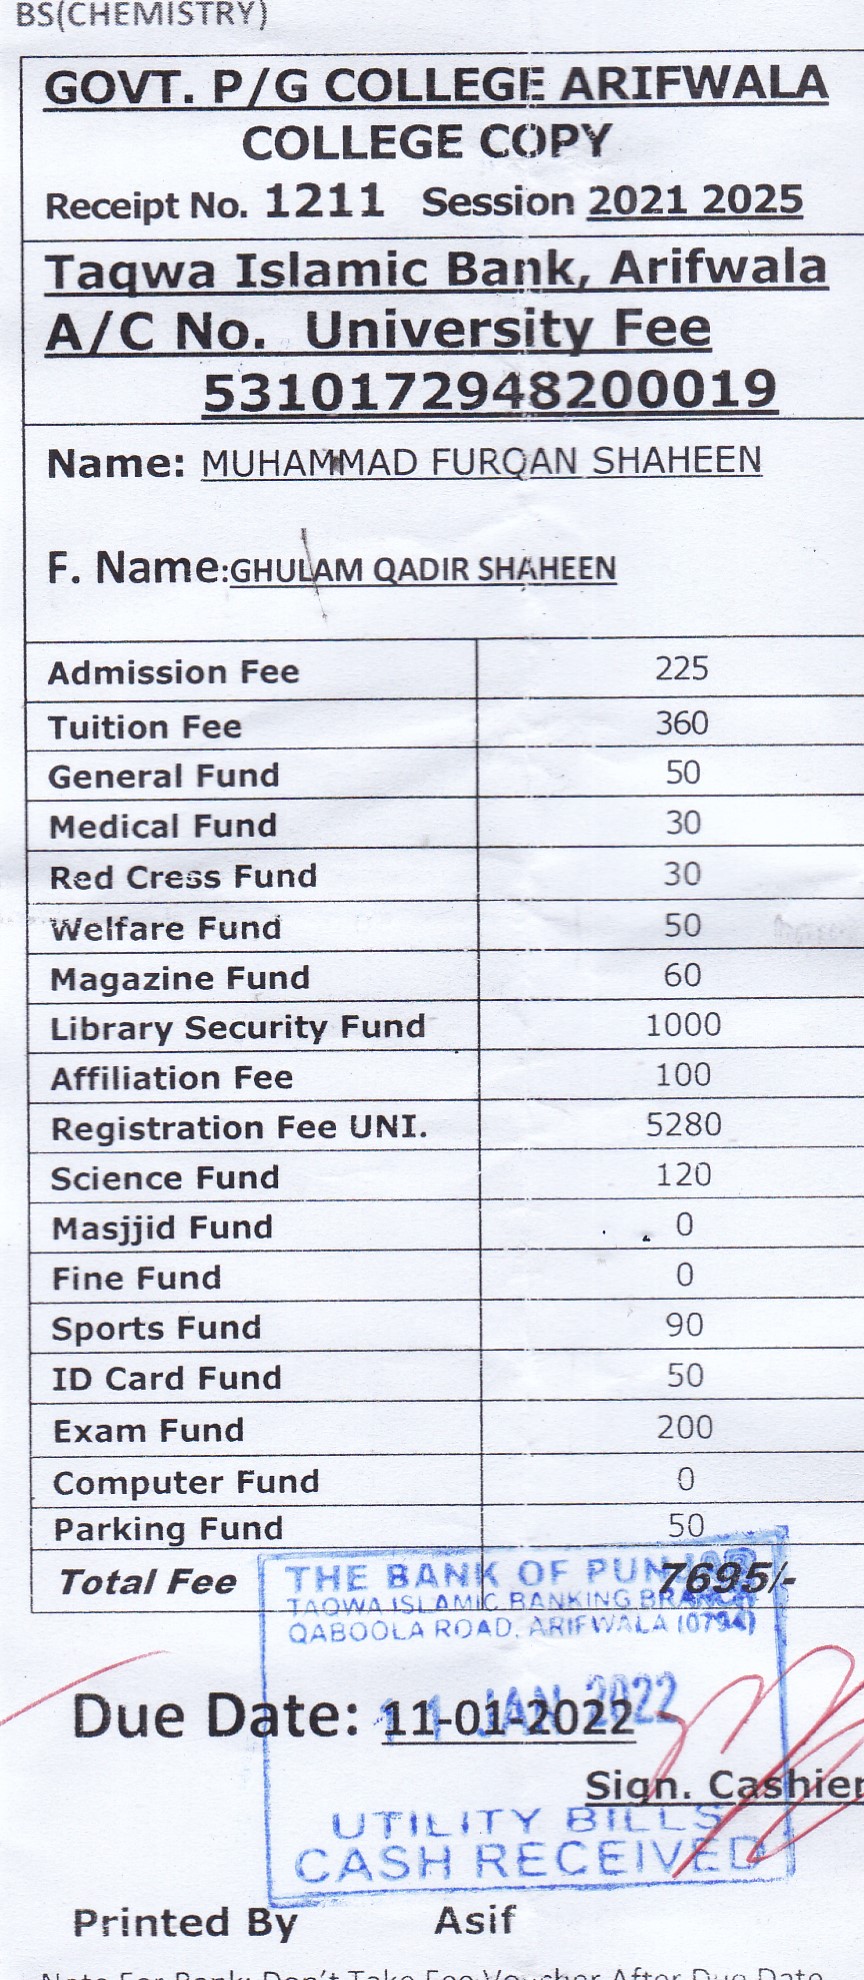 BS(CHEMISTRY)
GOVT. P/G COLLEGE ARIFWALA
COLLEGE COPY
Receipt No. 1211 Session 2021 2025
Taqwa Islamic Bank, Arifwala
A/C No. University Fee
5310172948200019
Name: MUHAMMAD FURQAN SHAHEEN
F. Name:GHULAM QADIR SHAHEEN
Admission Fee 225
Tuition Fee 360
General Fund 50
Medical Fund 30
Red Cress Fund 30
Welfare Fund 50
Magazine Fund 60
Library Security Fund 1000
Affiliation Fee 100
Registration Fee UNI. 5280
Science Fund 120
Masjjid Fund 0
Fine Fund 0
Sports Fund 90
ID Card Fund 50
Exam Fund 200
Computer Fund 0
Parking Fund 50
Total Fee 7695/-
THE BANK OF PUNJAB
TAQWA ISLAMIC BANKING BRANCH
QABOOLA ROAD, ARIFWALA (0794)
11 JAN 2022
Due Date: 11-01-2022
Sign. Cashier
UTILITY BILLS
CASH RECEIVED
Printed By Asif
Note For Bank: Don't Take Fee Voucher After Due Date